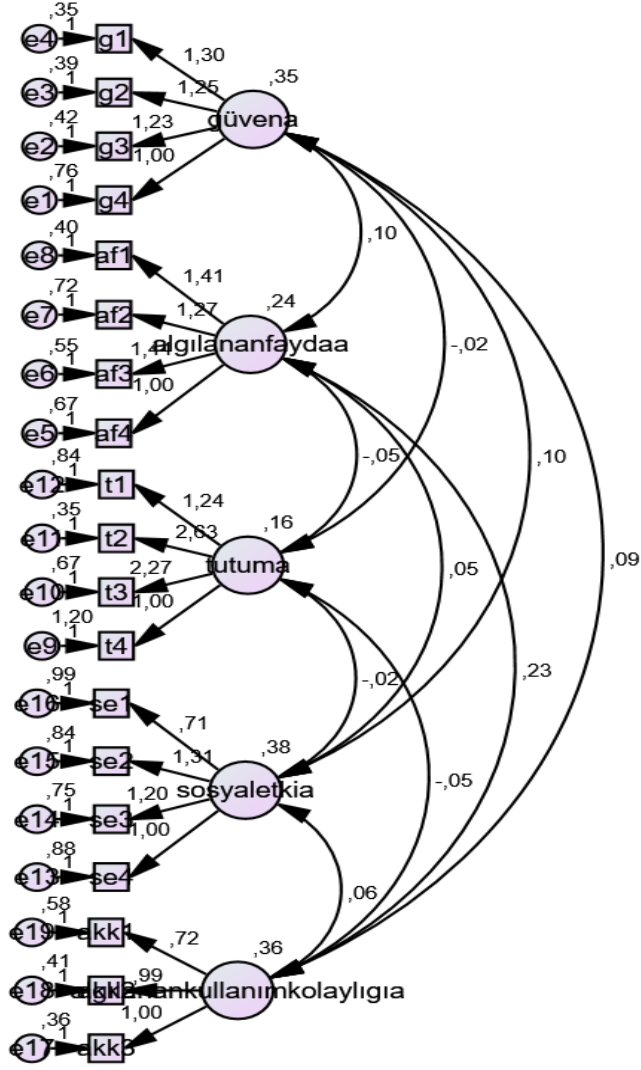 ,35
e4 1 g1
1,30
,39
e3 1 g2
1,25
,35
güvena
,42
e2 1 g3
1,23
,76
e1 1 g4
1,00
,40
e8 1 af1
1,41
,10
,72
e7 1 af2
1,27
,24
algılananfaydaa
-,02
,55
e6 1 af3
1,44
,67
e5 1 af4
1,00
,84
e12 1 t1
1,24
-,05
,10
,35
e11 1 t2
2,63
,16
tutuma
,05
,09
,67
e10 1 t3
2,27
1,20
e9 1 t4
1,00
,99
e16 1 se1
,71
-,02
,23
,84
e15 1 se2
1,31
,38
sosyaletkia
-,05
,75
e14 1 se3
1,20
,88
e13 1 se4
1,00
,58
e19 1 akk1
,72
,06
,41
e18 1
,99
,36
,36
e17 1 akk3
1,00